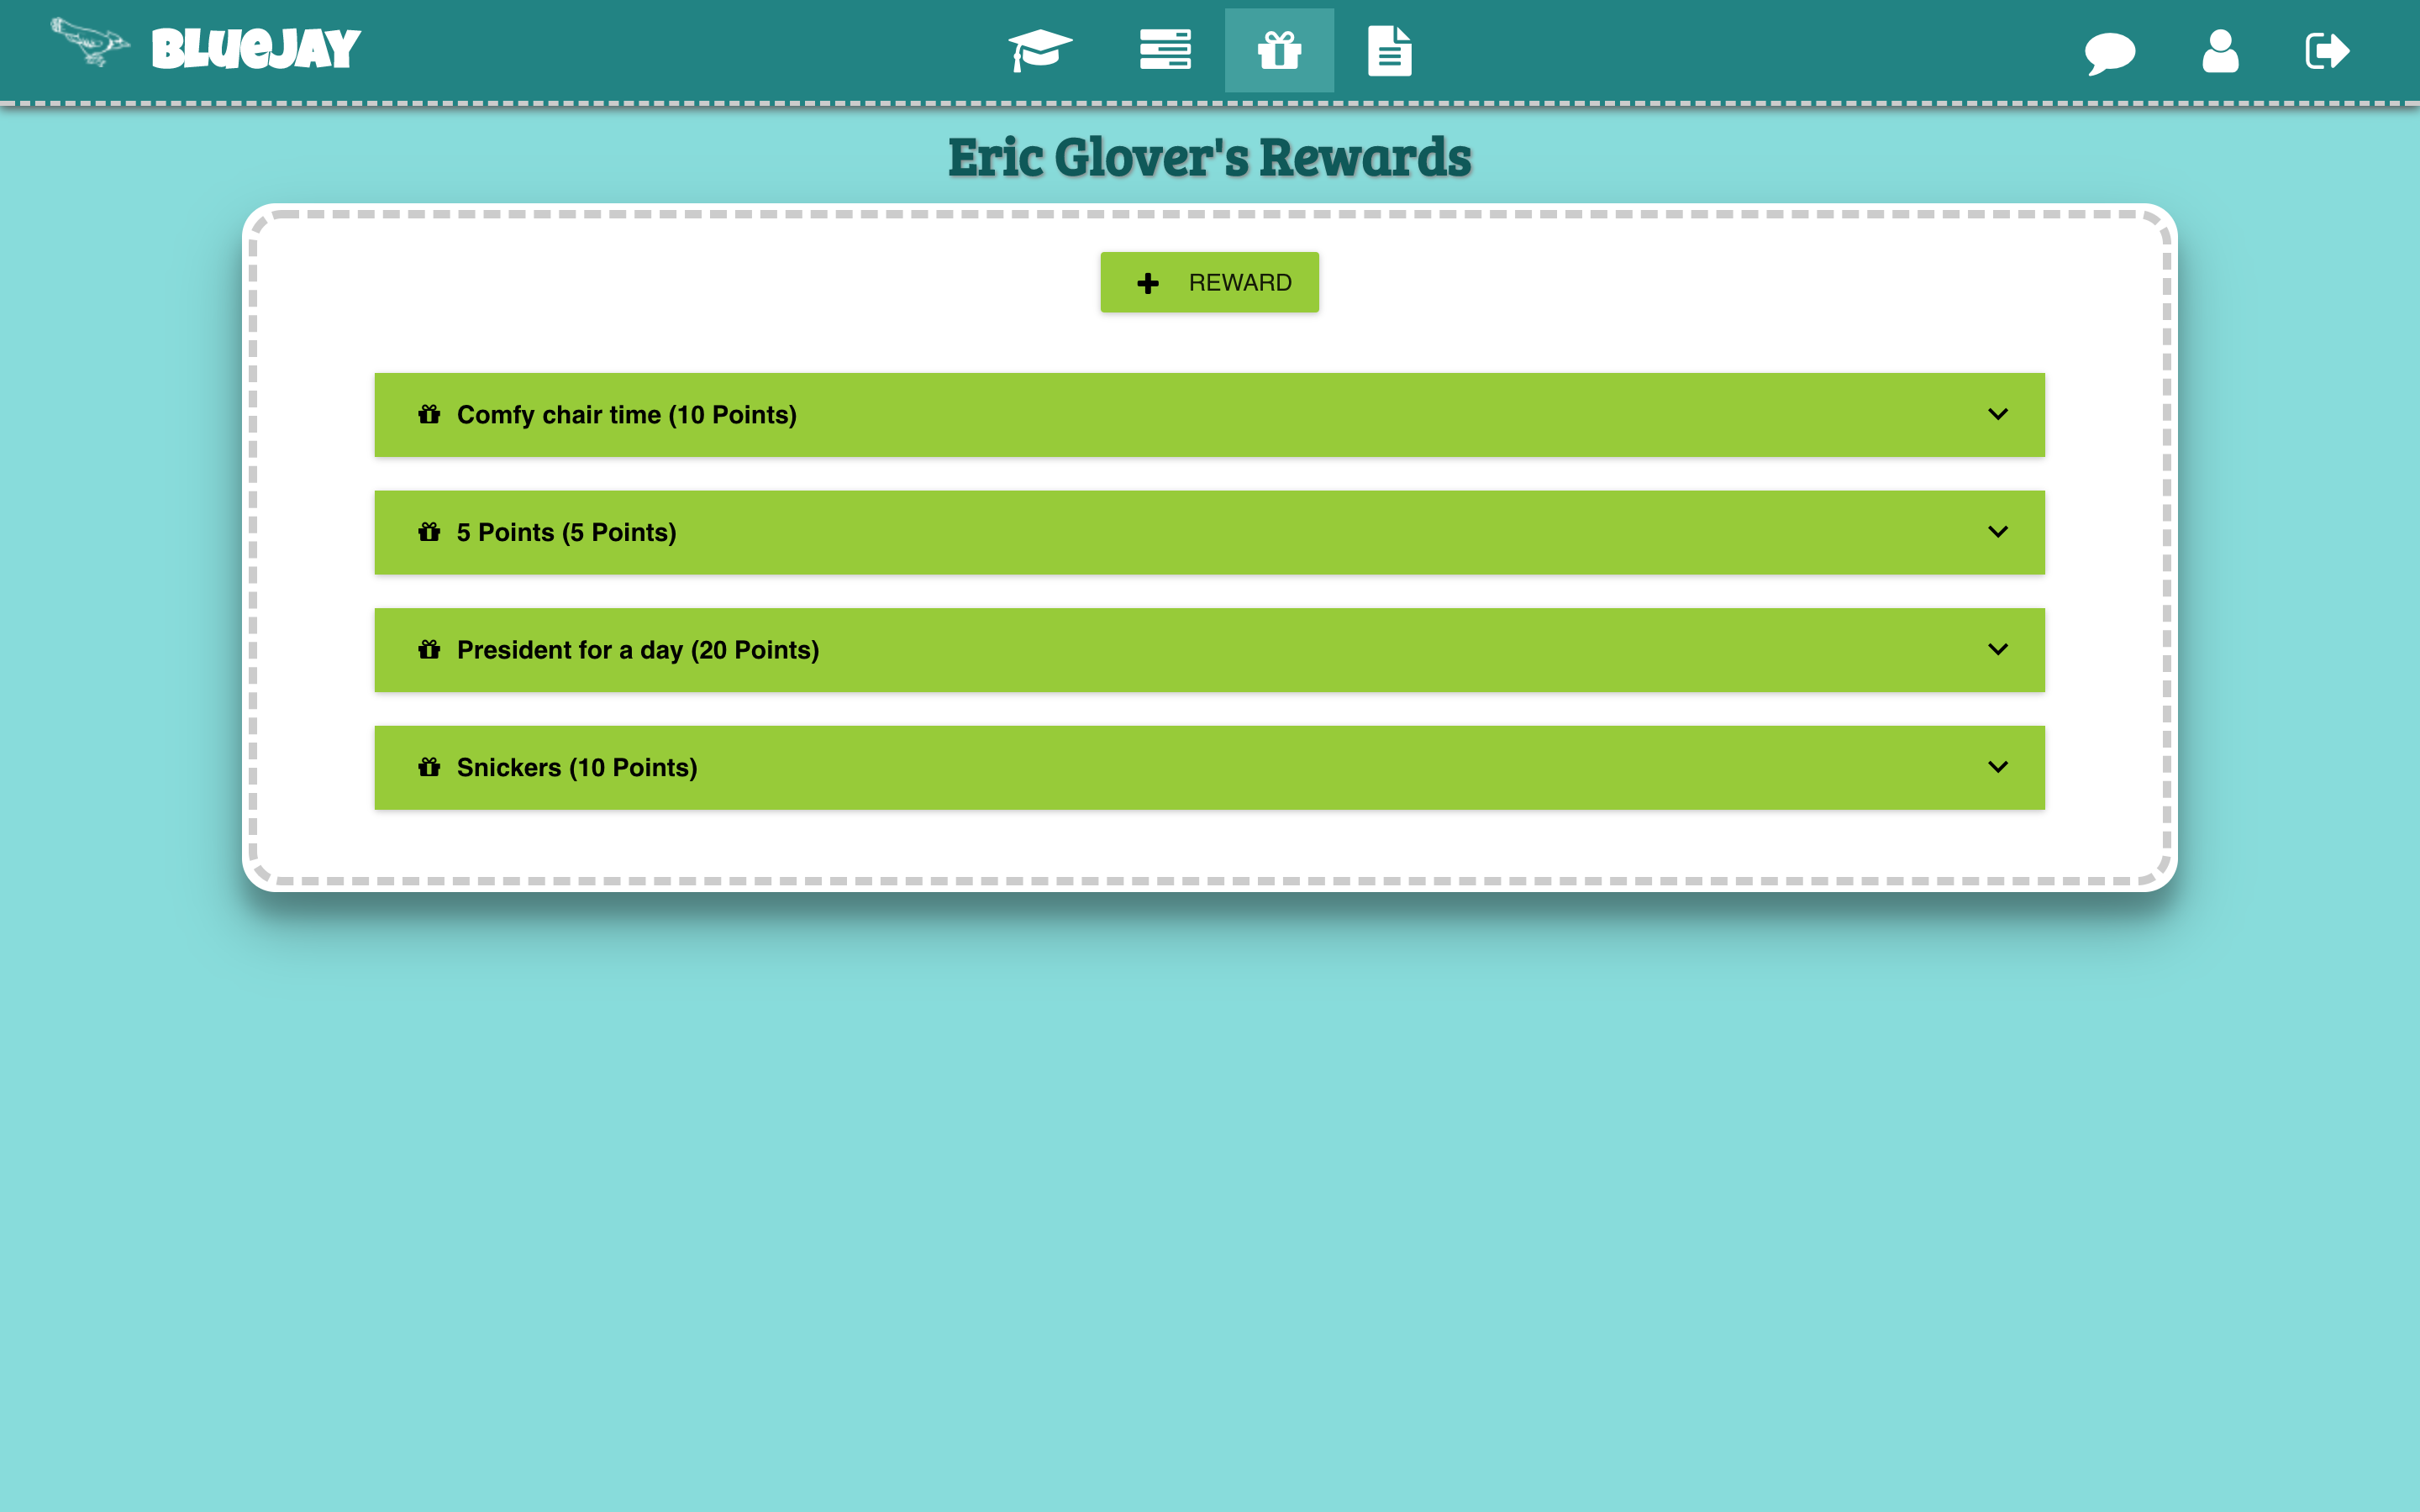 BLUEJAY
Eric Glover's Rewards
REWARD
Comfy chair time (10 Points)
5 Points (5 Points)
President for a day (20 Points)
Snickers (10 Points)